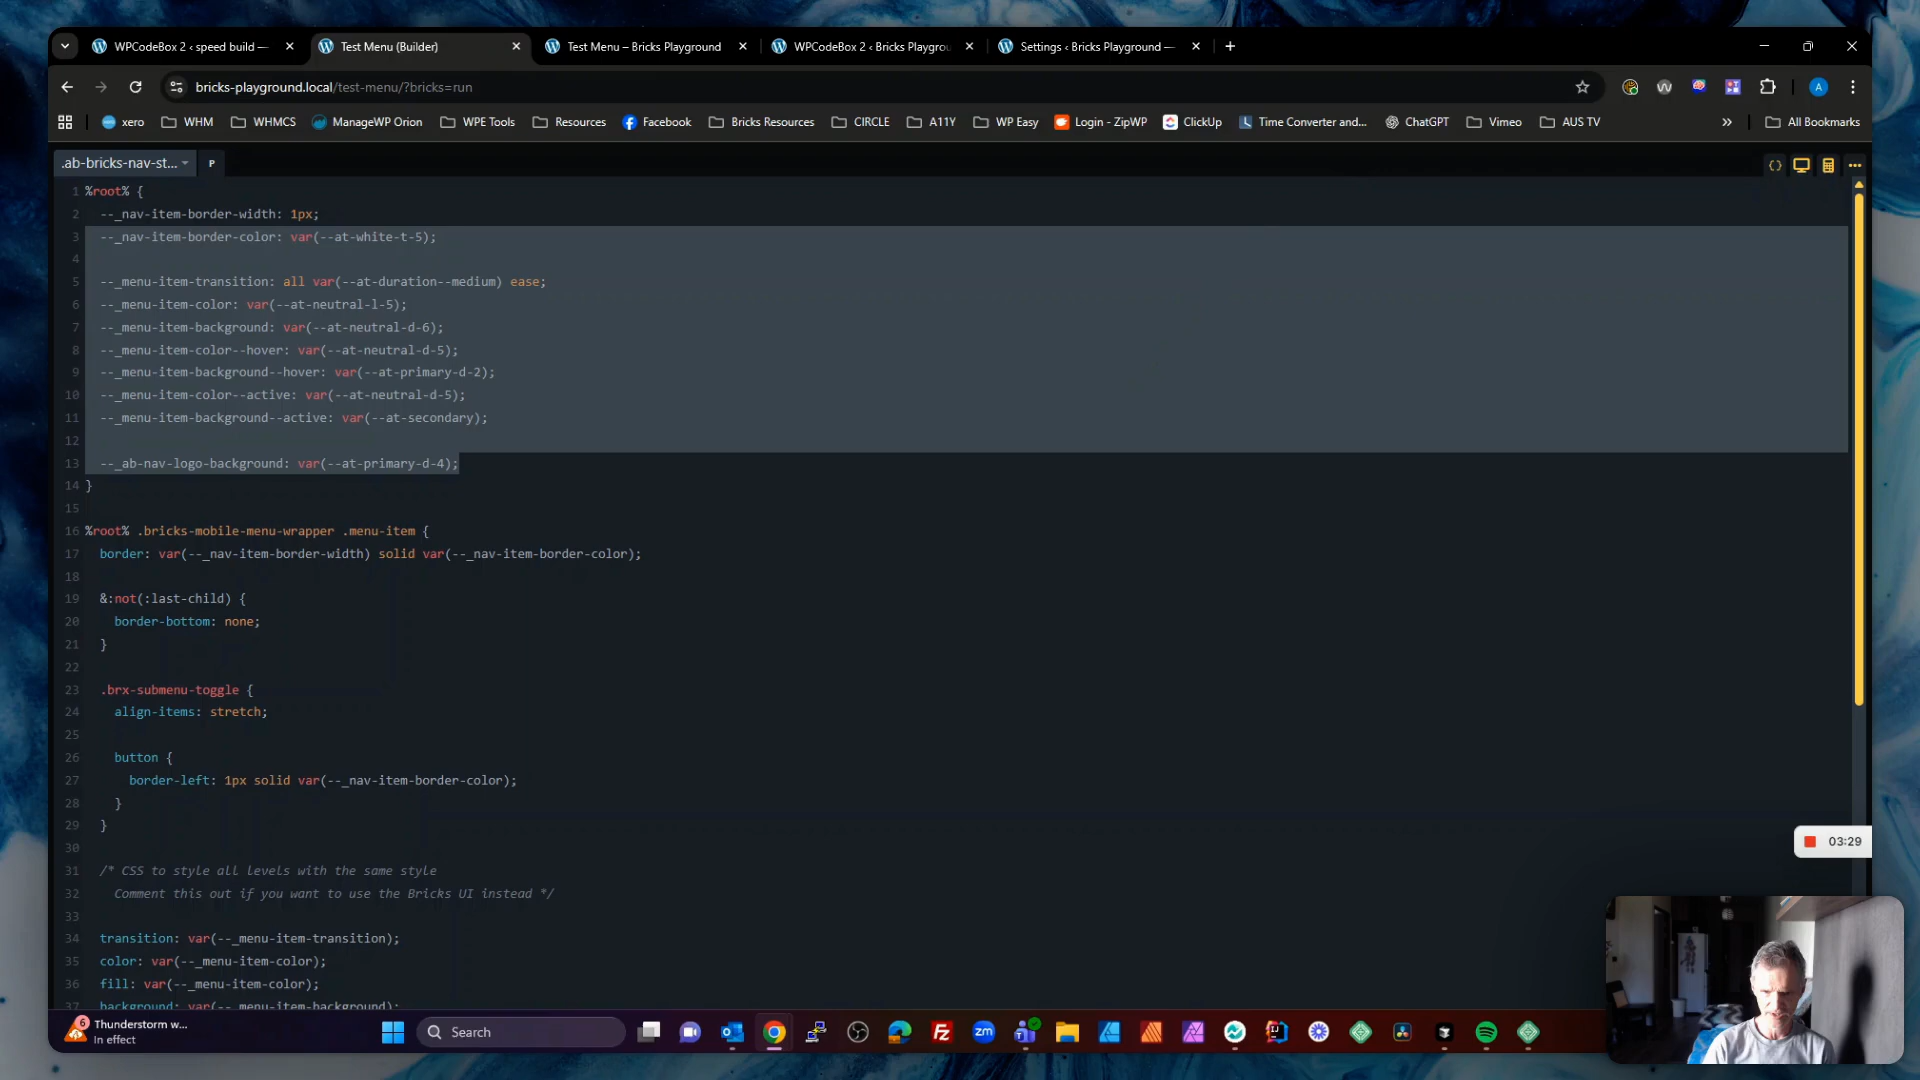 WPCodeBox 2 ‹ speed build —
Test Menu (Builder)
Test Menu – Bricks Playground
WPCodeBox 2 ‹ Bricks Playgrou
Settings ‹ Bricks Playground —
bricks-playground.local/test-menu/?bricks=run
A
xero
WHM
WHMCS
ManageWP Orion
WPE Tools
Resources
Facebook
Bricks Resources
CIRCLE
A11Y
WP Easy
Login - ZipWP
ClickUp
Time Converter and...
ChatGPT
Vimeo
AUS TV
»
All Bookmarks
.ab-bricks-nav-st...
P
1 %root% {
2 --_nav-item-border-width: 1px;
3 --_nav-item-border-color: var(--at-white-t-5);
4
5 --_menu-item-transition: all var(--at-duration--medium) ease;
6 --_menu-item-color: var(--at-neutral-l-5);
7 --_menu-item-background: var(--at-neutral-d-6);
8 --_menu-item-color--hover: var(--at-neutral-d-5);
9 --_menu-item-background--hover: var(--at-primary-d-2);
10 --_menu-item-color--active: var(--at-neutral-d-5);
11 --_menu-item-background--active: var(--at-secondary);
12
13 --_ab-nav-logo-background: var(--at-primary-d-4);
14 }
15
16 %root% .bricks-mobile-menu-wrapper .menu-item {
17 border: var(--_nav-item-border-width) solid var(--_nav-item-border-color);
18
19 &:not(:last-child) {
20 border-bottom: none;
21 }
22
23 .brx-submenu-toggle {
24 align-items: stretch;
25
26 button {
27 border-left: 1px solid var(--_nav-item-border-color);
28 }
29 }
30
31 /* CSS to style all levels with the same style
32 Comment this out if you want to use the Bricks UI instead */
33
34 transition: var(--_menu-item-transition);
35 color: var(--_menu-item-color);
36 fill: var(--_menu-item-color);
37 background: var(--_menu-item-background);
03:29
6
Thunderstorm w...
In effect
Search
zm